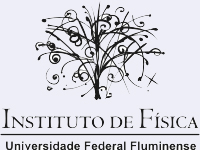 INSTITUTO DE FÍSICA
Universidade Federal Fluminense